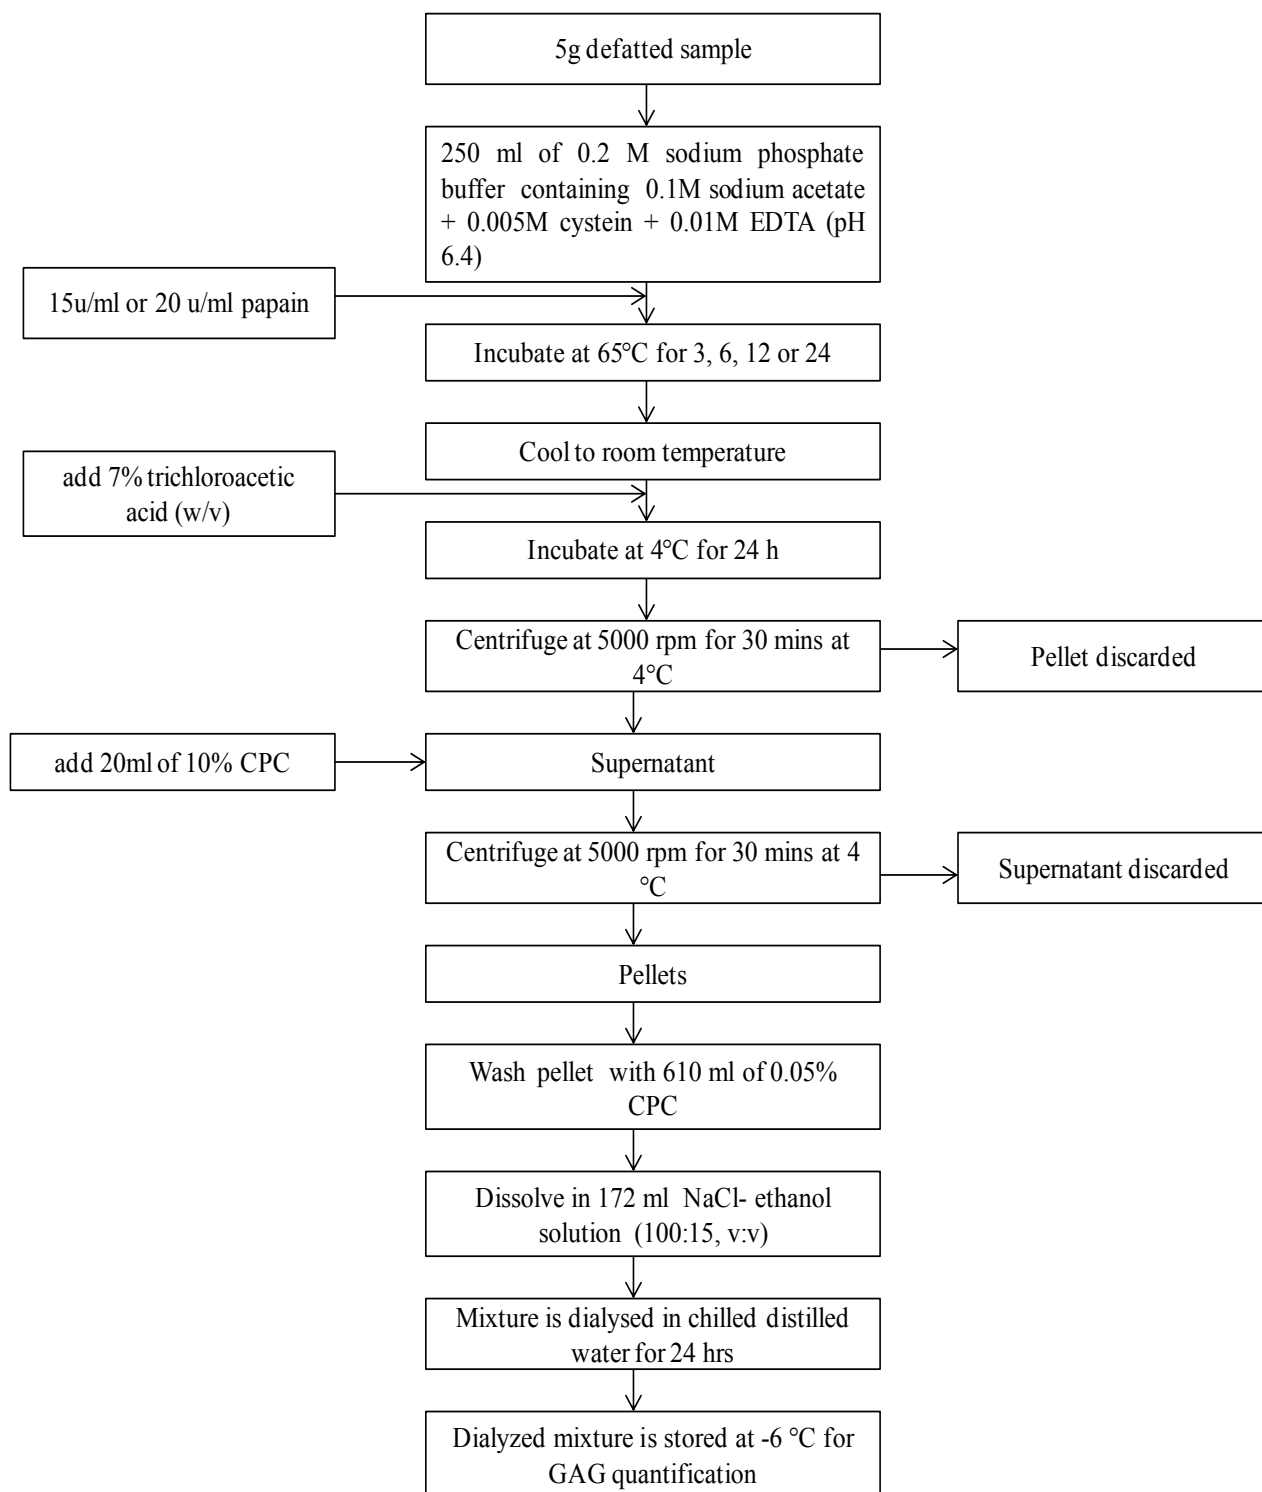 5g defatted sample
250 ml of 0.2 M sodium phosphate
buffer containing 0.1M sodium acetate
+ 0.005M cystein + 0.01M EDTA (pH
6.4)
15u/ml or 20 u/ml papain
Incubate at 65°C for 3, 6, 12 or 24
Cool to room temperature
add 7% trichloroacetic
acid (w/v)
Incubate at 4°C for 24 h
Centrifuge at 5000 rpm for 30 mins at
4°C
Pellet discarded
add 20ml of 10% CPC
Supernatant
Centrifuge at 5000 rpm for 30 mins at 4
°C
Supernatant discarded
Pellets
Wash pellet with 610 ml of 0.05%
CPC
Dissolve in 172 ml NaCl- ethanol
solution (100:15, v:v)
Mixture is dialysed in chilled distilled
water for 24 hrs
Dialyzed mixture is stored at -6 °C for
GAG quantification